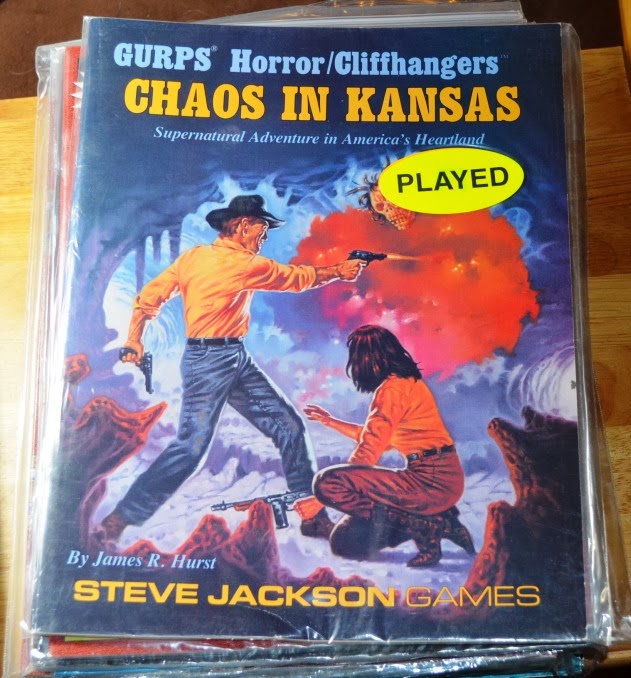 GURPS® Horror/Cliffhangers™
CHAOS IN KANSAS
Supernatural Adventure in America's Heartland
PLAYED
By James R. Hurst
STEVE JACKSON GAMES